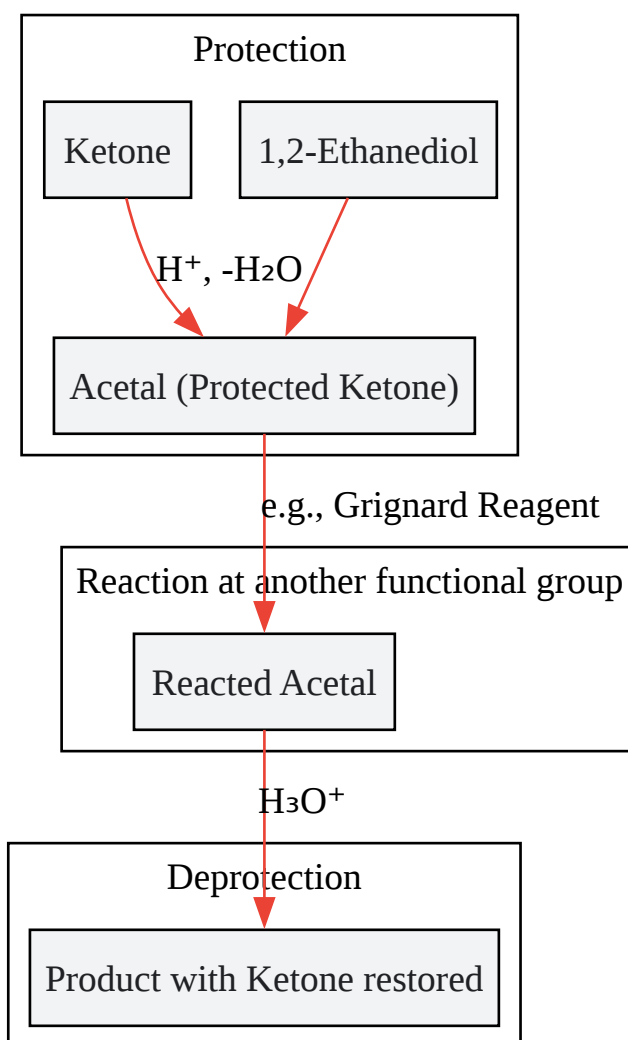 Protection
Ketone
1,2-Ethanediol
H⁺, -H₂O
Acetal (Protected Ketone)
e.g., Grignard Reagent
Reaction at another functional group
Reacted Acetal
H₃O⁺
Deprotection
Product with Ketone restored